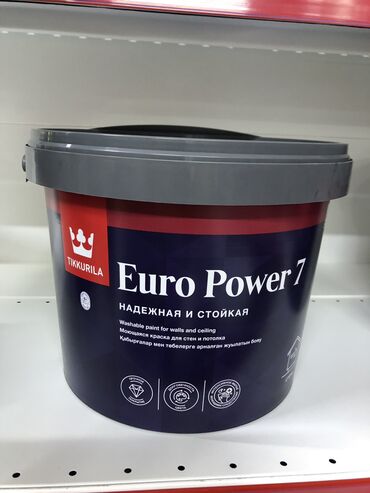 TIKKURILA
Euro Power 7
НАДЕЖНАЯ И СТОЙКАЯ
Washable paint for walls and ceiling
Моющаяся краска для стен и потолка
Қабырғалар мен төбелерге арналған жуылатын бояу